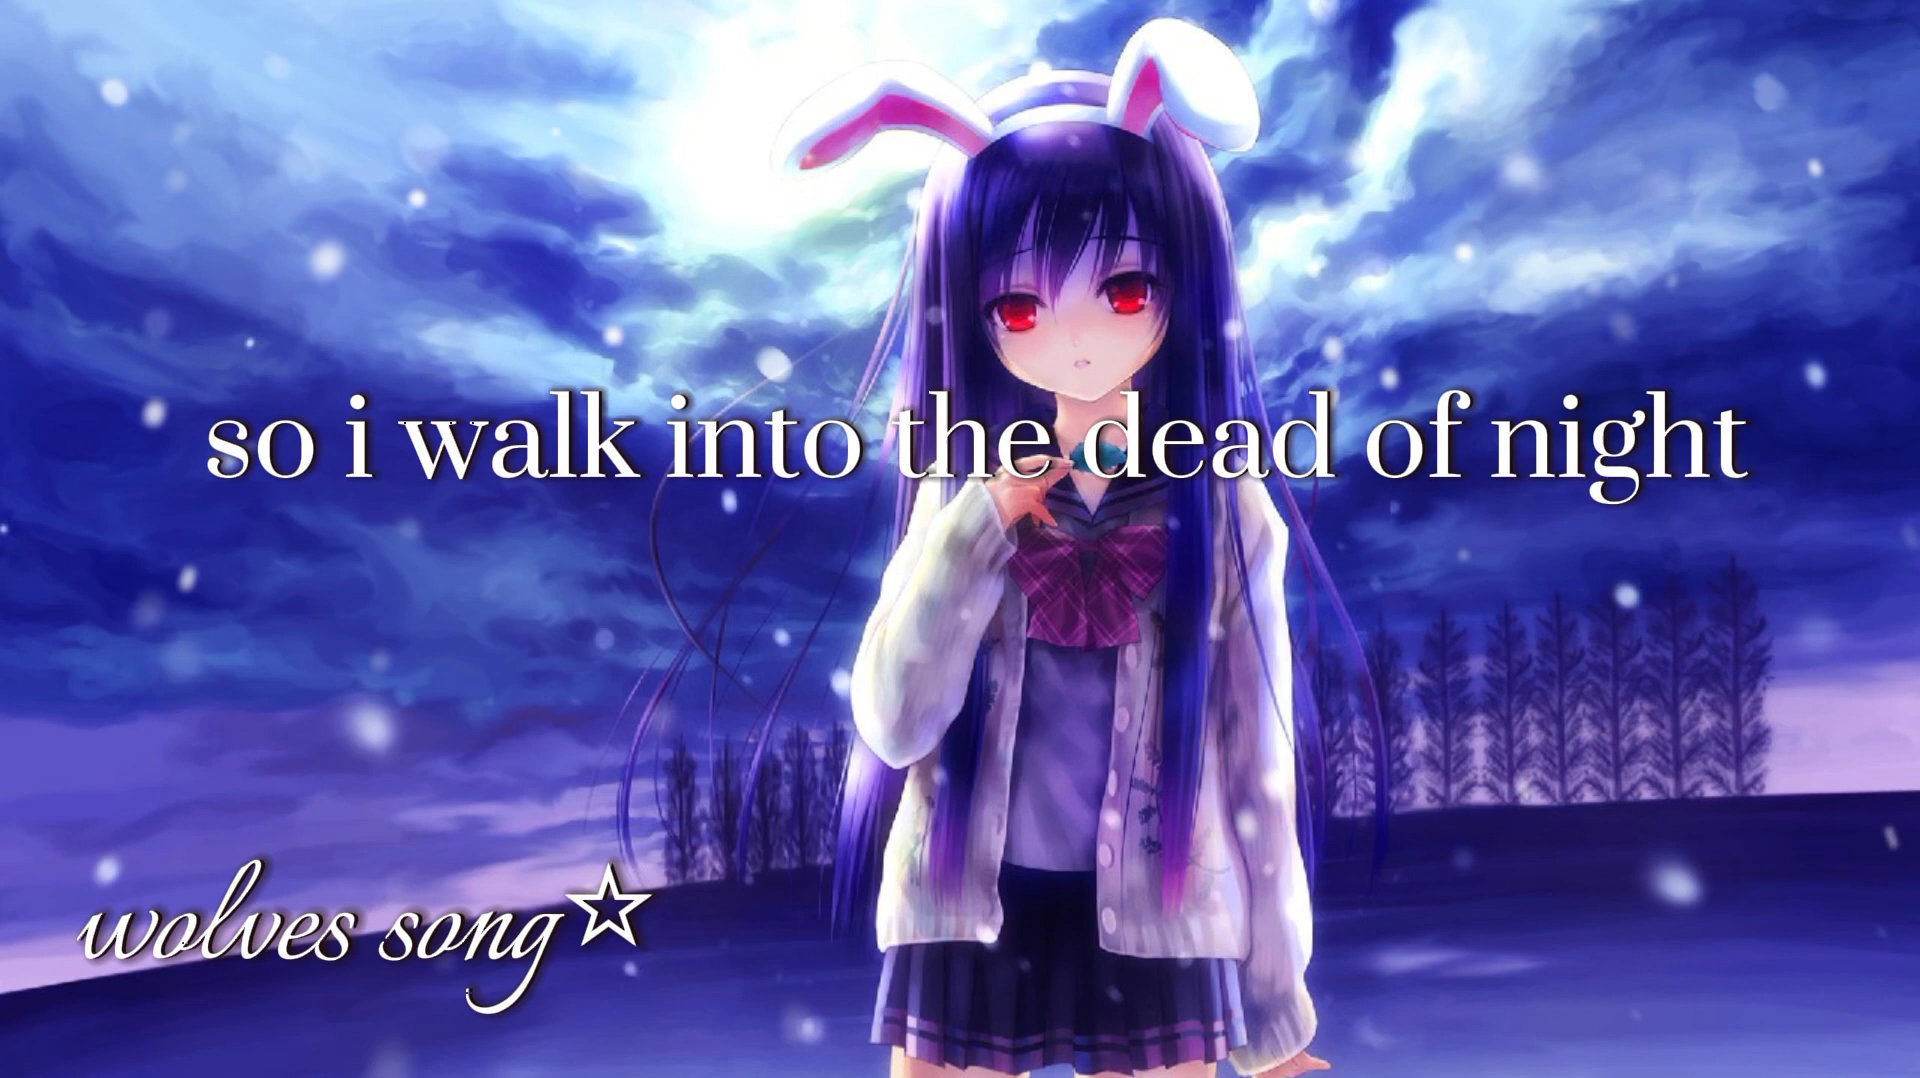 so i walk into the dead of night
wolves song☆